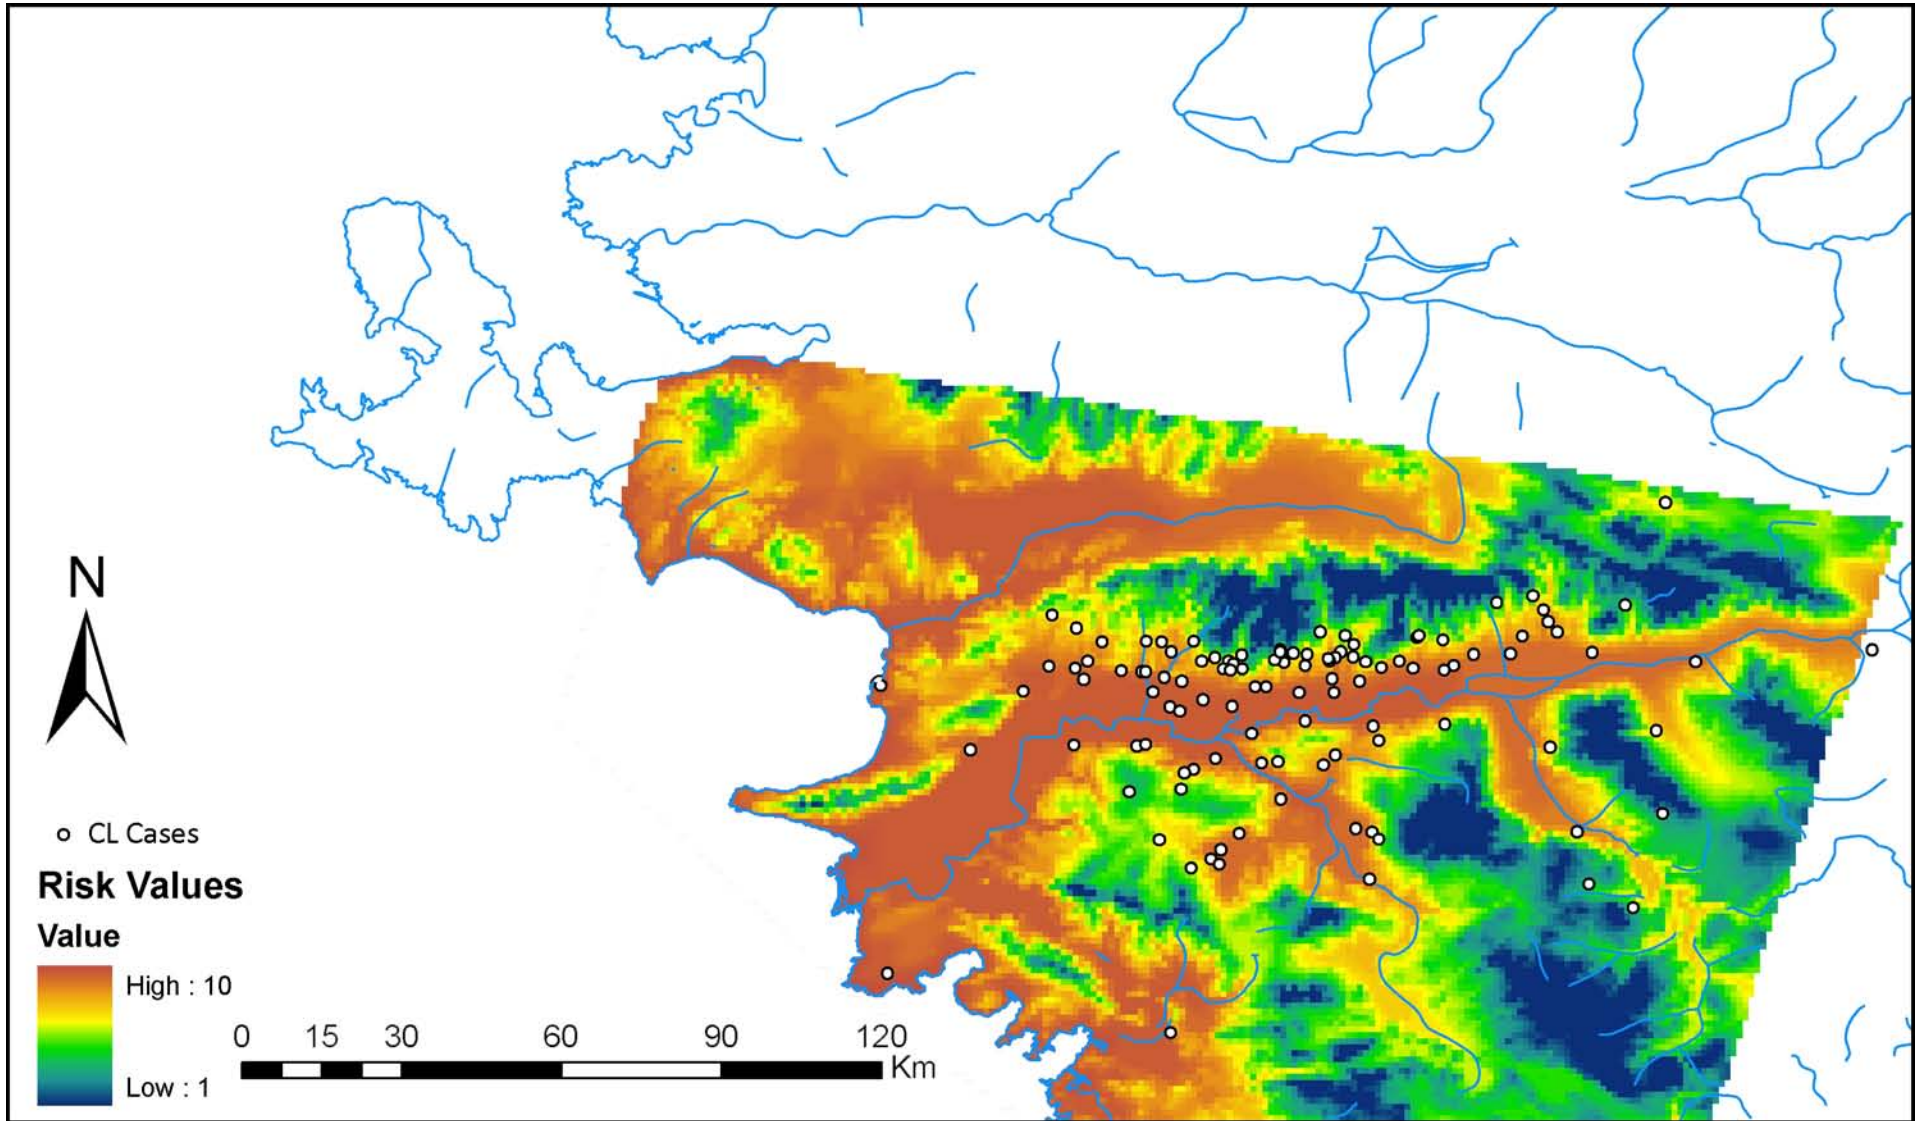 N
CL Cases
Risk Values
Value
High : 10
Low : 1
0 15 30 60 90 120
Km